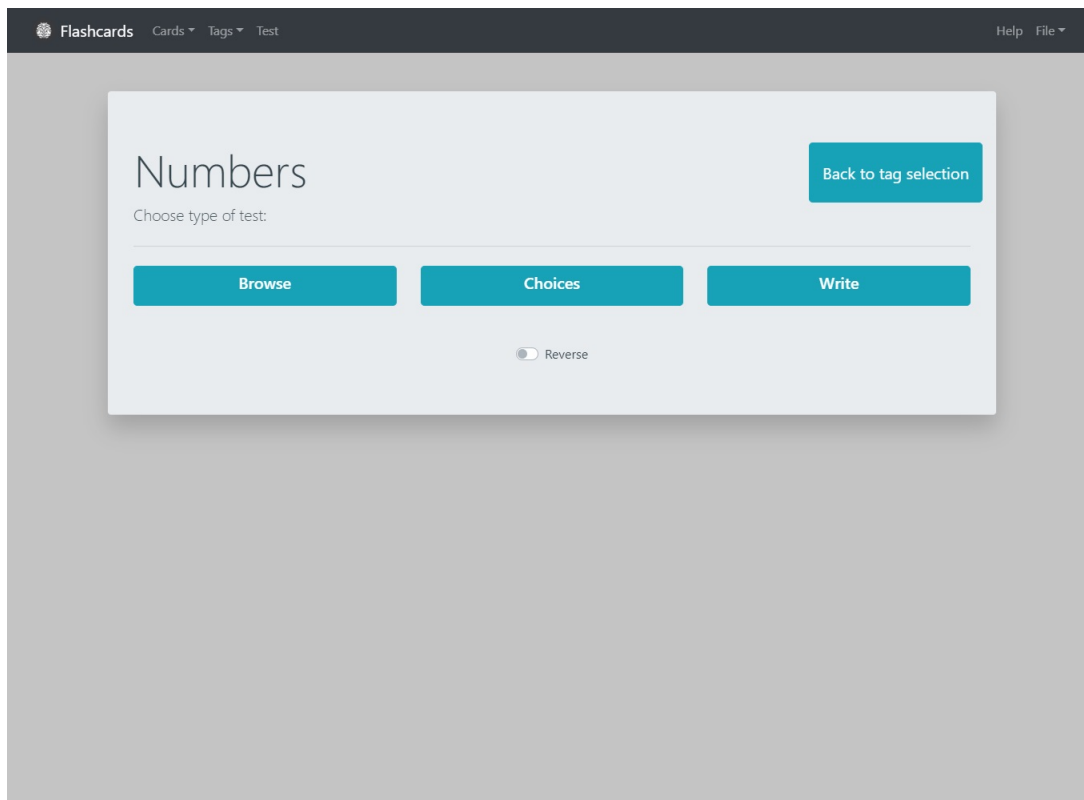 Flashcards Cards Tags Test Help File
Numbers
Back to tag selection
Choose type of test:
Browse Choices Write
Reverse